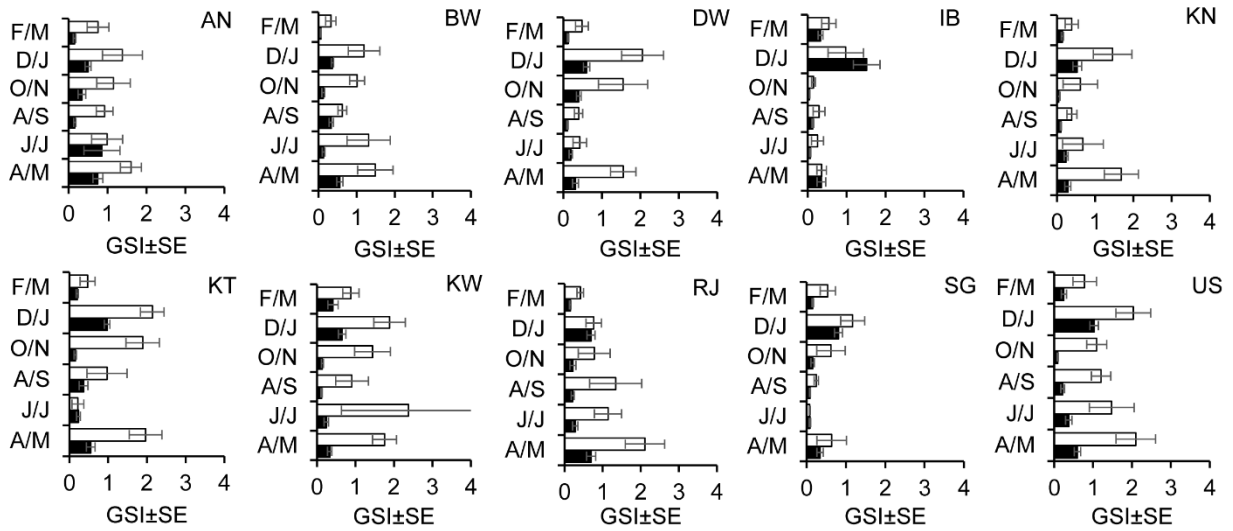 AN
F/M
D/J
O/N
A/S
J/J
A/M
0 1 2 3 4
GSI±SE
BW
F/M
D/J
O/N
A/S
J/J
A/M
0 1 2 3 4
GSI±SE
DW
F/M
D/J
O/N
A/S
J/J
A/M
0 1 2 3 4
GSI±SE
IB
F/M
D/J
O/N
A/S
J/J
A/M
0 1 2 3 4
GSI±SE
KN
F/M
D/J
O/N
A/S
J/J
A/M
0 1 2 3 4
GSI±SE
KT
F/M
D/J
O/N
A/S
J/J
A/M
0 1 2 3 4
GSI±SE
KW
F/M
D/J
O/N
A/S
J/J
A/M
0 1 2 3 4
GSI±SE
RJ
F/M
D/J
O/N
A/S
J/J
A/M
0 1 2 3 4
GSI±SE
SG
F/M
D/J
O/N
A/S
J/J
A/M
0 1 2 3 4
GSI±SE
US
F/M
D/J
O/N
A/S
J/J
A/M
0 1 2 3 4
GSI±SE